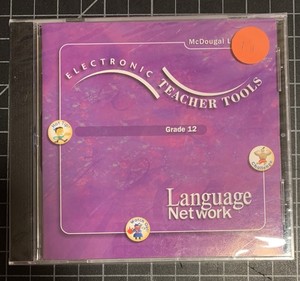 McDougal L
ELECTRONIC
TEACHER TOOLS
Grade 12
Language
Network